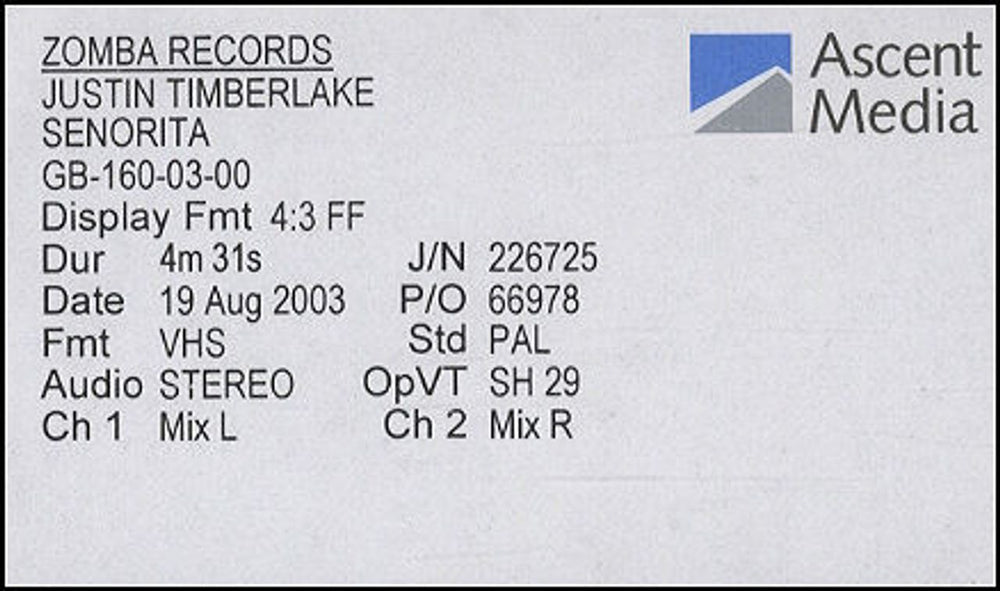 ZOMBA RECORDS
JUSTIN TIMBERLAKE
SENORITA
GB-160-03-00
Display Fmt 4:3 FF
Dur 4m 31s J/N 226725
Date 19 Aug 2003 P/O 66978
Fmt VHS Std PAL
Audio STEREO OpVT SH 29
Ch 1 Mix L Ch 2 Mix R
Ascent
Media